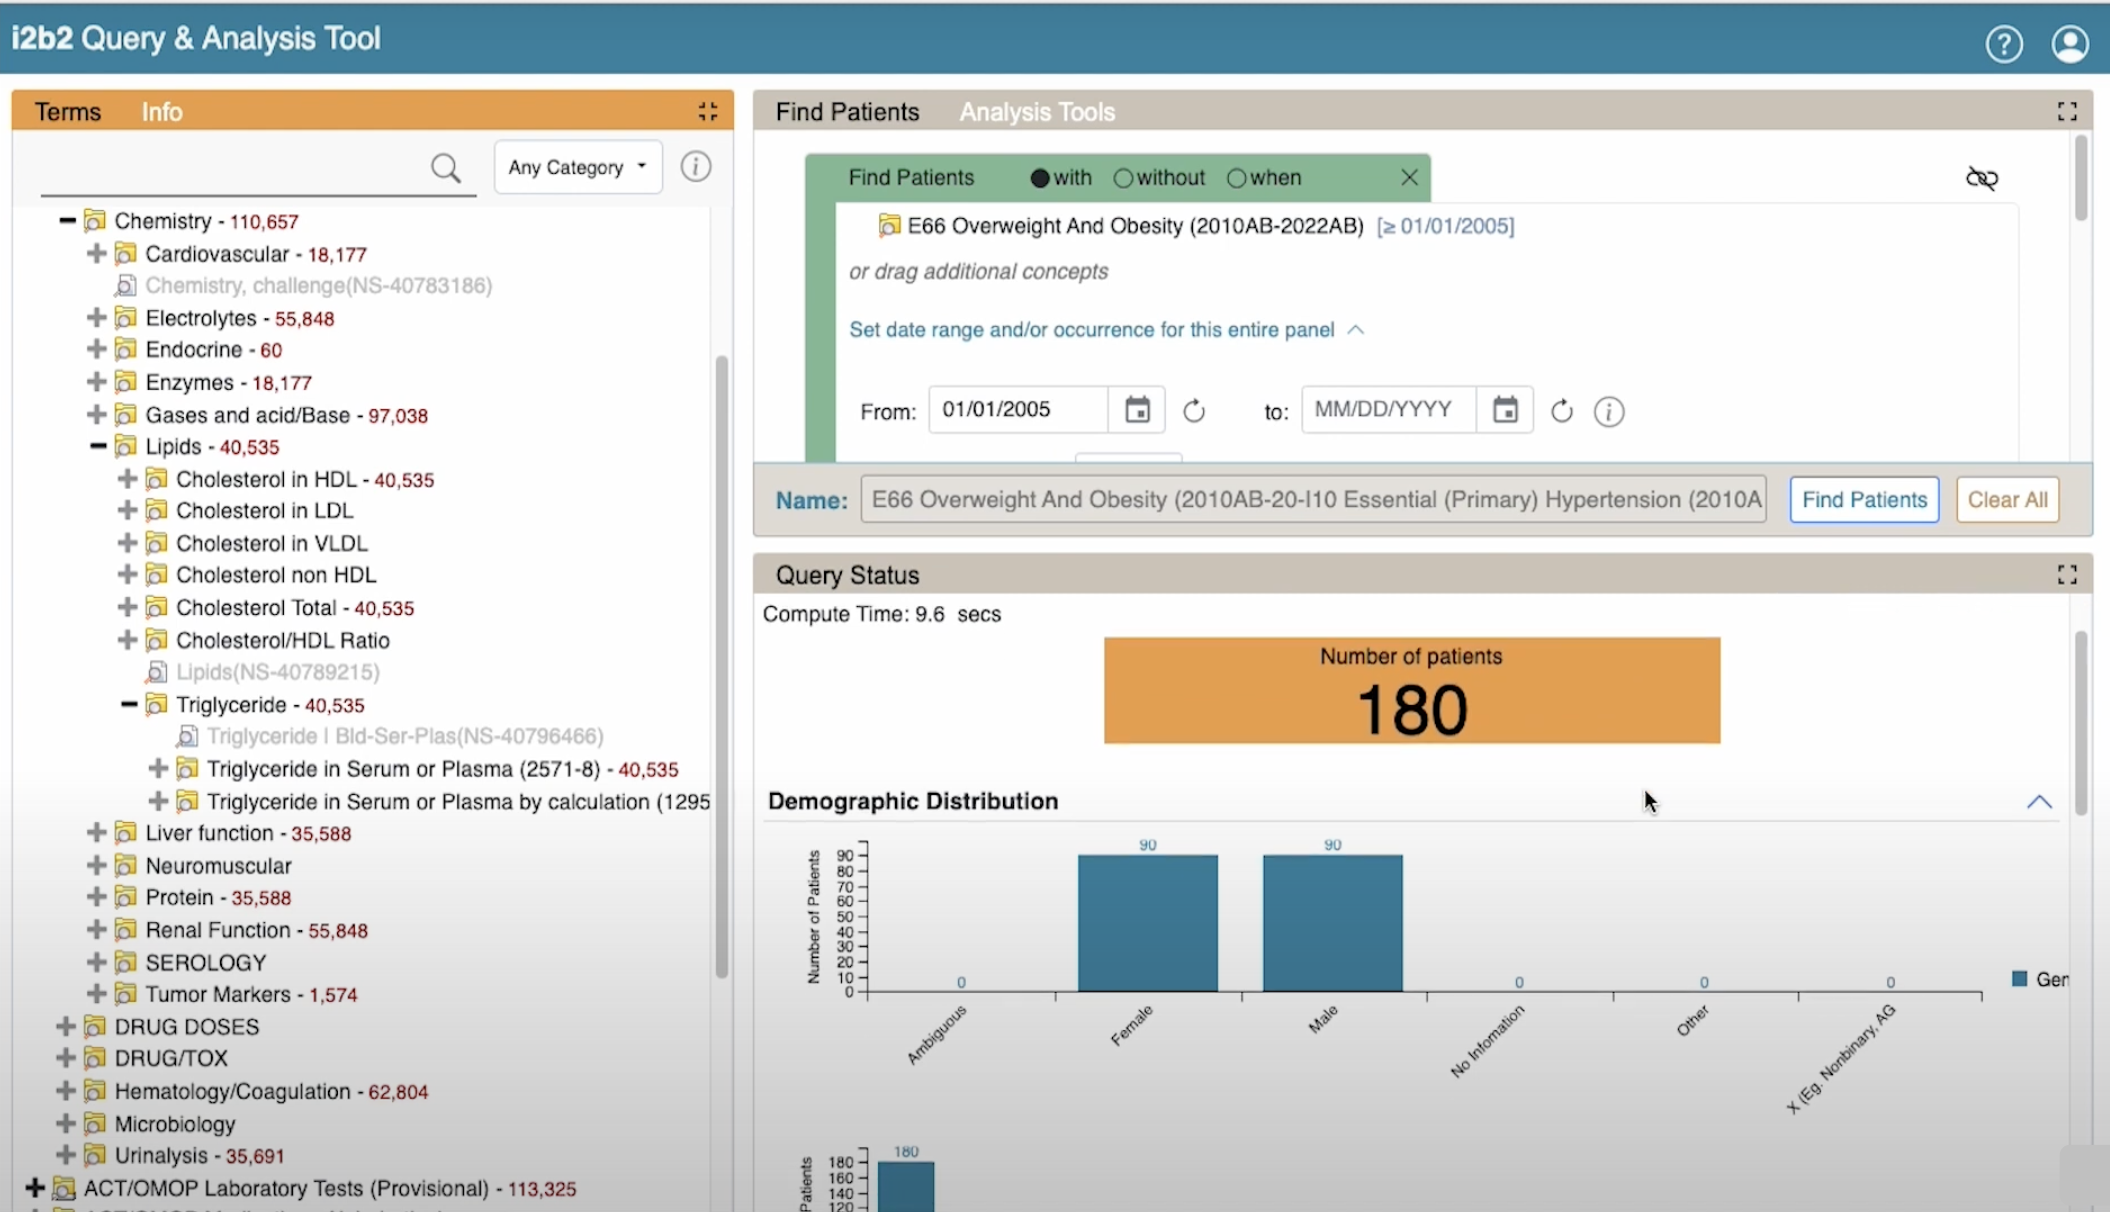 i2b2 Query & Analysis Tool
Terms Info
Any Category
Chemistry - 110,657
Cardiovascular - 18,177
Chemistry, challenge(NS-40783186)
Electrolytes - 55,848
Endocrine - 60
Enzymes - 18,177
Gases and acid/Base - 97,038
Lipids - 40,535
Cholesterol in HDL - 40,535
Cholesterol in LDL
Cholesterol in VLDL
Cholesterol non HDL
Cholesterol Total - 40,535
Cholesterol/HDL Ratio
Lipids(NS-40789215)
Triglyceride - 40,535
Triglyceride | Bld-Ser-Plas(NS-40796466)
Triglyceride in Serum or Plasma (2571-8) - 40,535
Triglyceride in Serum or Plasma by calculation (1295
Liver function - 35,588
Neuromuscular
Protein - 35,588
Renal Function - 55,848
SEROLOGY
Tumor Markers - 1,574
DRUG DOSES
DRUG/TOX
Hematology/Coagulation - 62,804
Microbiology
Urinalysis - 35,691
ACT/OMOP Laboratory Tests (Provisional) - 113,325
Find Patients Analysis Tools
Find Patients with without when
E66 Overweight And Obesity (2010AB-2022AB) [≥ 01/01/2005]
or drag additional concepts
Set date range and/or occurrence for this entire panel
From: 01/01/2005 to: MM/DD/YYYY
Name: E66 Overweight And Obesity (2010AB-20-I10 Essential (Primary) Hypertension (2010A Find Patients Clear All
Query Status
Compute Time: 9.6 secs
Number of patients
180
Demographic Distribution
Number of Patients
90
80
70
60
50
40
30
20
10
0
0 90 90 0 0 0
Ambiguous Female Male No Infomation Other X (Eg. Nonbinary, AG
Gen
Patients
180
160
140
120
180